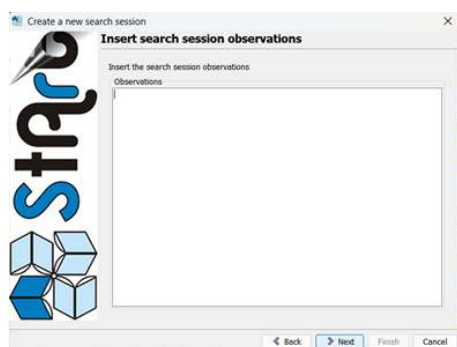 Create a new search session
Insert search session observations
Insert the search session observations
Observations
StArt
Back Next Finish Cancel